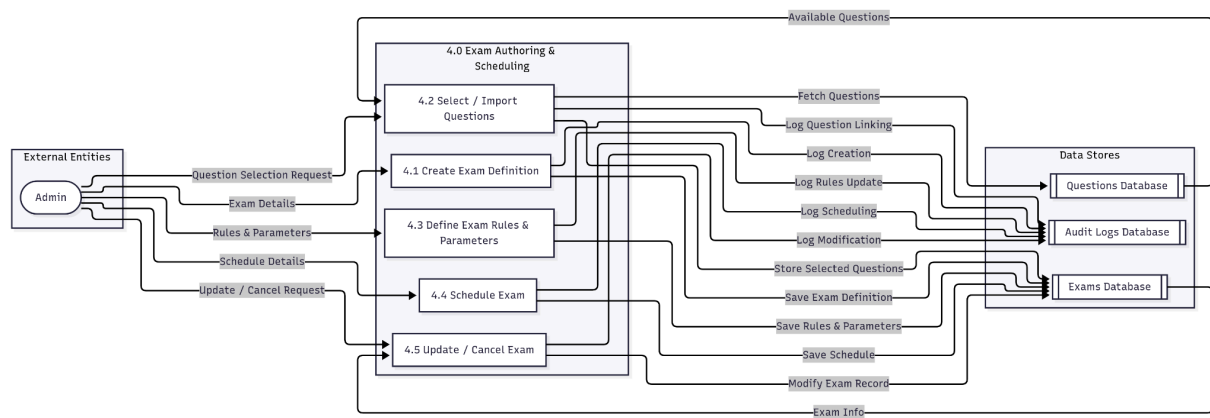 Available Questions
4.0 Exam Authoring &
Scheduling
4.2 Select / Import
Questions
Fetch Questions
Log Question Linking
External Entities
Log Creation
Data Stores
Admin
Question Selection Request
4.1 Create Exam Definition
Log Rules Update
Questions Database
Exam Details
Rules & Parameters
4.3 Define Exam Rules &
Parameters
Log Scheduling
Audit Logs Database
Log Modification
Schedule Details
Store Selected Questions
Update / Cancel Request
4.4 Schedule Exam
Save Exam Definition
Exams Database
Save Rules & Parameters
4.5 Update / Cancel Exam
Save Schedule
Modify Exam Record
Exam Info